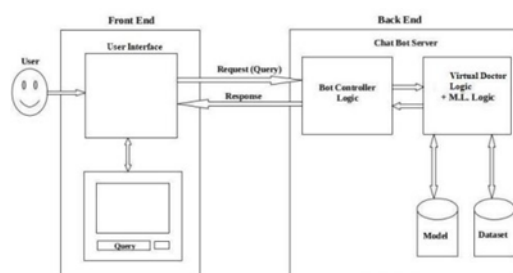 Front End
Back End
User Interface
Chat Bot Server
User
Request (Query)
Response
Bot Controller
Logic
Virtual Doctor
Logic
+ M.L. Logic
Query
Model
Dataset